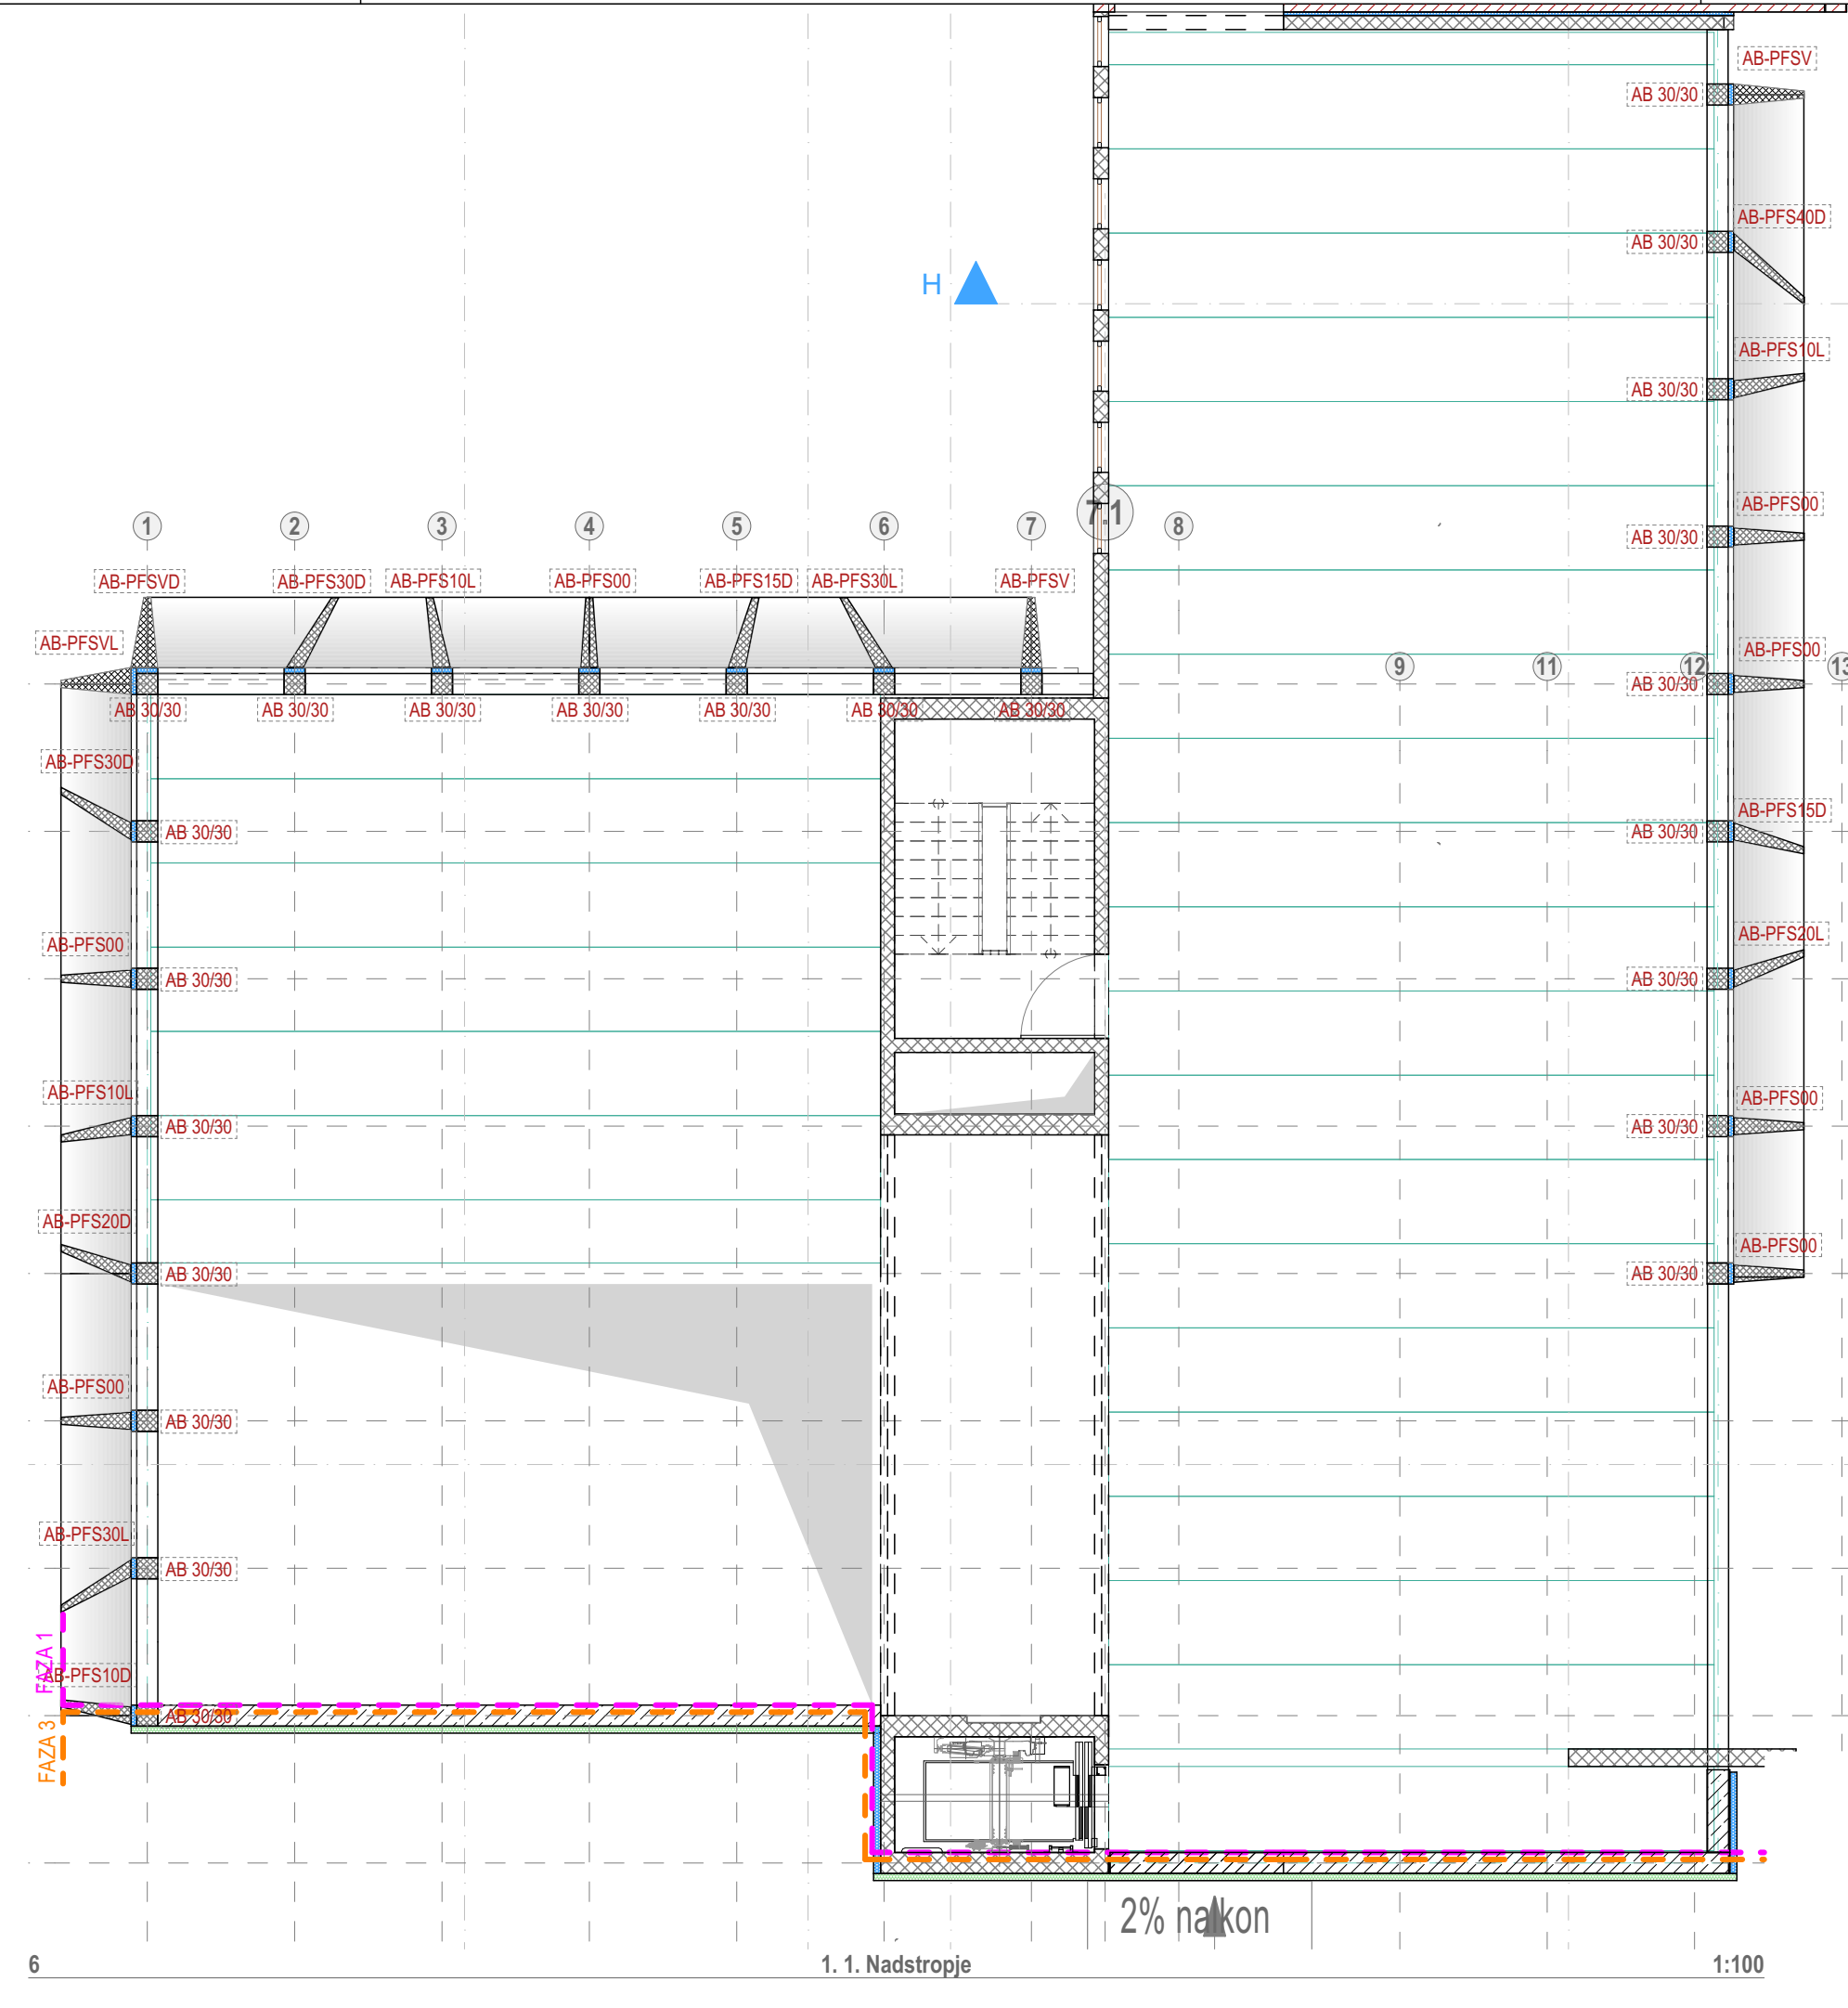 AB-PFSV
AB 30/30
AB-PFS40D
AB 30/30
H
AB-PFS10L
AB 30/30
AB-PFS00
AB 30/30
1 2 3 4 5 6 7 7.1 8
AB-PFSVD AB-PFS30D AB-PFS10L AB-PFS00 AB-PFS15D AB-PFS30L AB-PFSV
AB-PFSVL
9 11 12 13
AB-PFS00
AB 30/30
AB 30/30 AB 30/30 AB 30/30 AB 30/30 AB 30/30 AB 30/30 AB 30/30
AB-PFS30D
AB 30/30
AB-PFS15D
AB 30/30
AB-PFS00
AB 30/30
AB-PFS20L
AB 30/30
AB-PFS10L
AB 30/30
AB-PFS00
AB 30/30
AB-PFS20D
AB 30/30
AB-PFS00
AB 30/30
AB-PFS00
AB 30/30
AB-PFS30L
AB 30/30
FAZA 1
AB-PFS10D
AB 30/30
FAZA 3
2% naklon
6 1. 1. Nadstropje 1:100